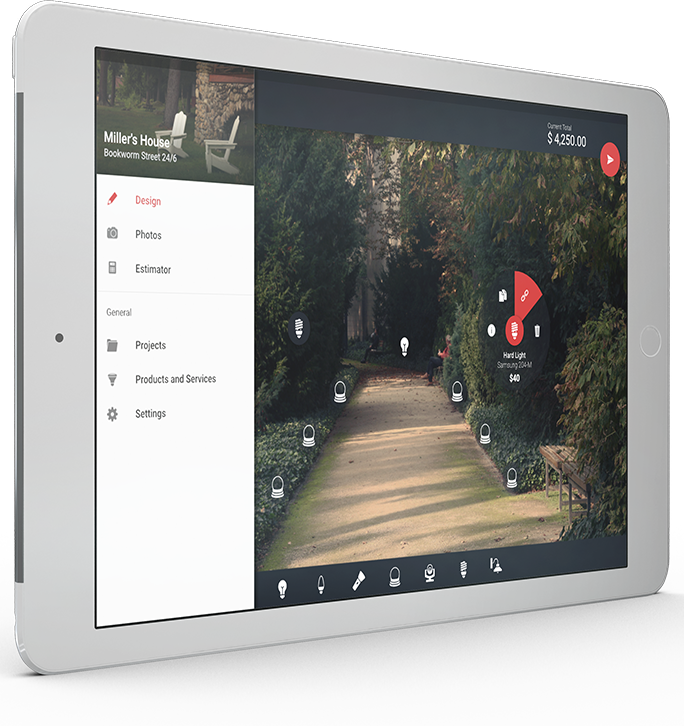 Miller's House
Bookworm Street 24/6
Design
Photos
Estimator
General
Projects
Products and Services
Settings
Current Total
$ 4,250.00
Hard Light
Samsung 204-M
$40